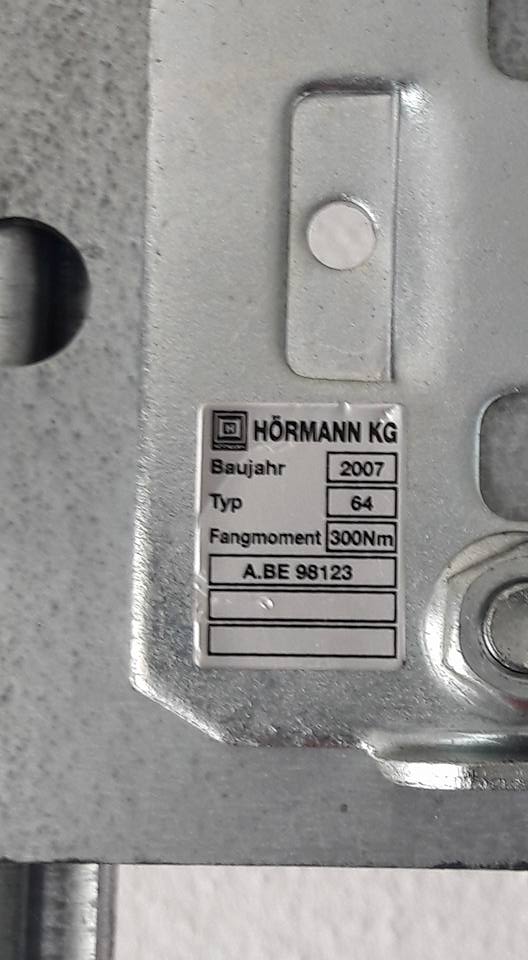 HÖRMANN KG
Baujahr 2007
Typ 64
Fangmoment 300Nm
A.BE 98123